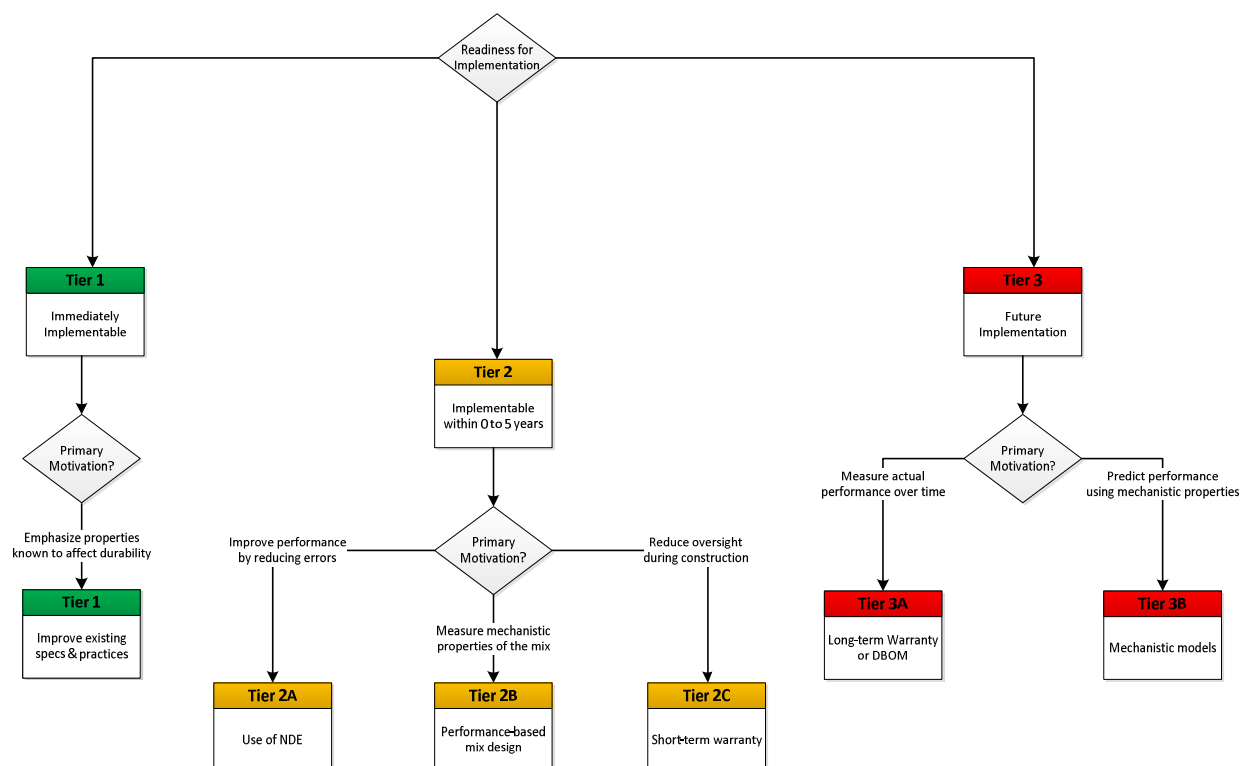 Readiness for
Implementation
Tier 1
Immediately
Implementable
Primary
Motivation?
Emphasize properties
known to affect durability
Tier 1
Improve existing
specs & practices
Tier 2
Implementable
within 0 to 5 years
Primary
Motivation?
Improve performance
by reducing errors
Measure mechanistic
properties of the mix
Reduce oversight
during construction
Tier 2A
Use of NDE
Tier 2B
Performance-based
mix design
Tier 2C
Short-term warranty
Tier 3
Future
Implementation
Primary
Motivation?
Measure actual
performance over time
Predict performance
using mechanistic properties
Tier 3A
Long-term Warranty
or DBOM
Tier 3B
Mechanistic models